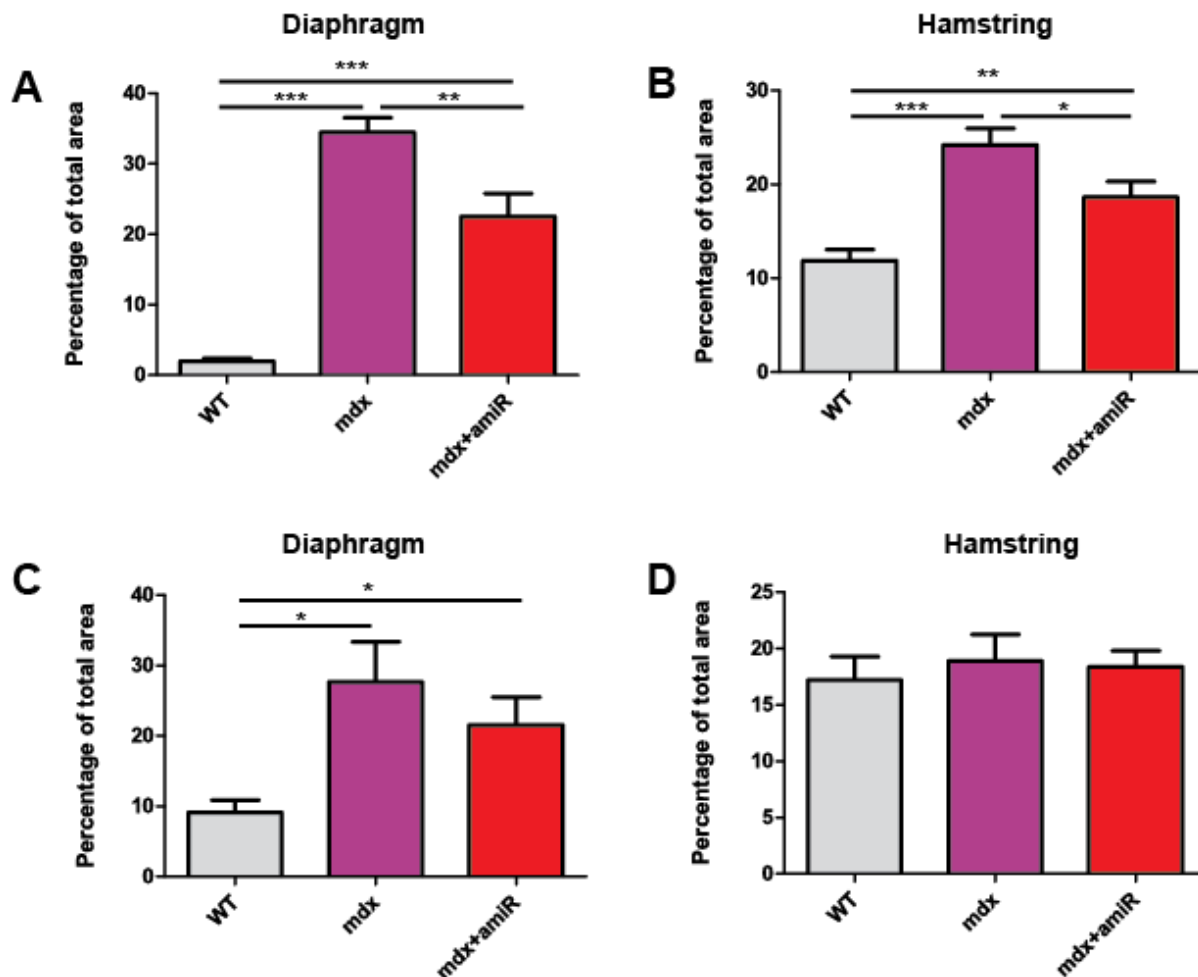 Diaphragm
A
***
***
**
Percentage of total area
40
30
20
10
0
WT
mdx
mdx+amiR
Hamstring
B
**
***
*
Percentage of total area
30
20
10
0
WT
mdx
mdx+amiR
Diaphragm
C
*
*
Percentage of total area
40
30
20
10
0
WT
mdx
mdx+amiR
Hamstring
D
Percentage of total area
25
20
15
10
5
0
WT
mdx
mdx+amiR